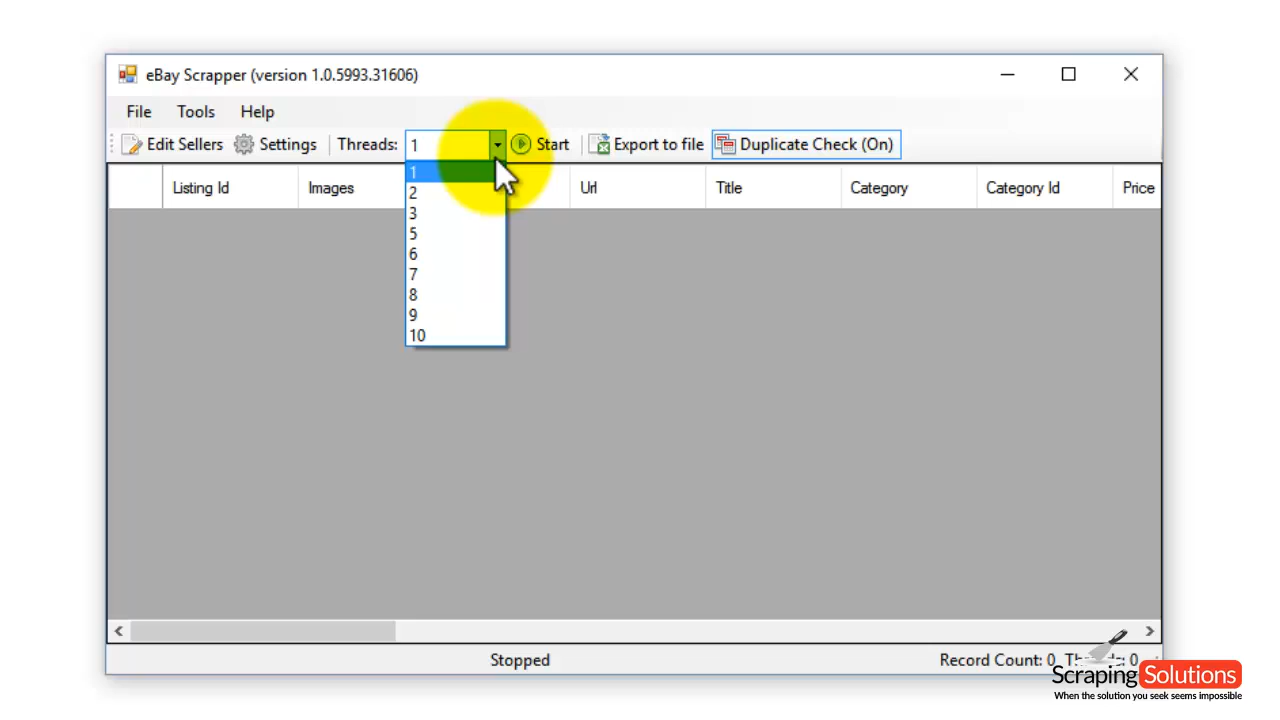 eBay Scrapper (version 1.0.5993.31606)
File Tools Help
Edit Sellers Settings Threads: 1 Start Export to file Duplicate Check (On)
Listing Id Images Url Title Category Category Id Price
1
2
3
5
6
7
8
9
10
Stopped Record Count: 0 0
Scraping Solutions
When the solution you seek seems impossible